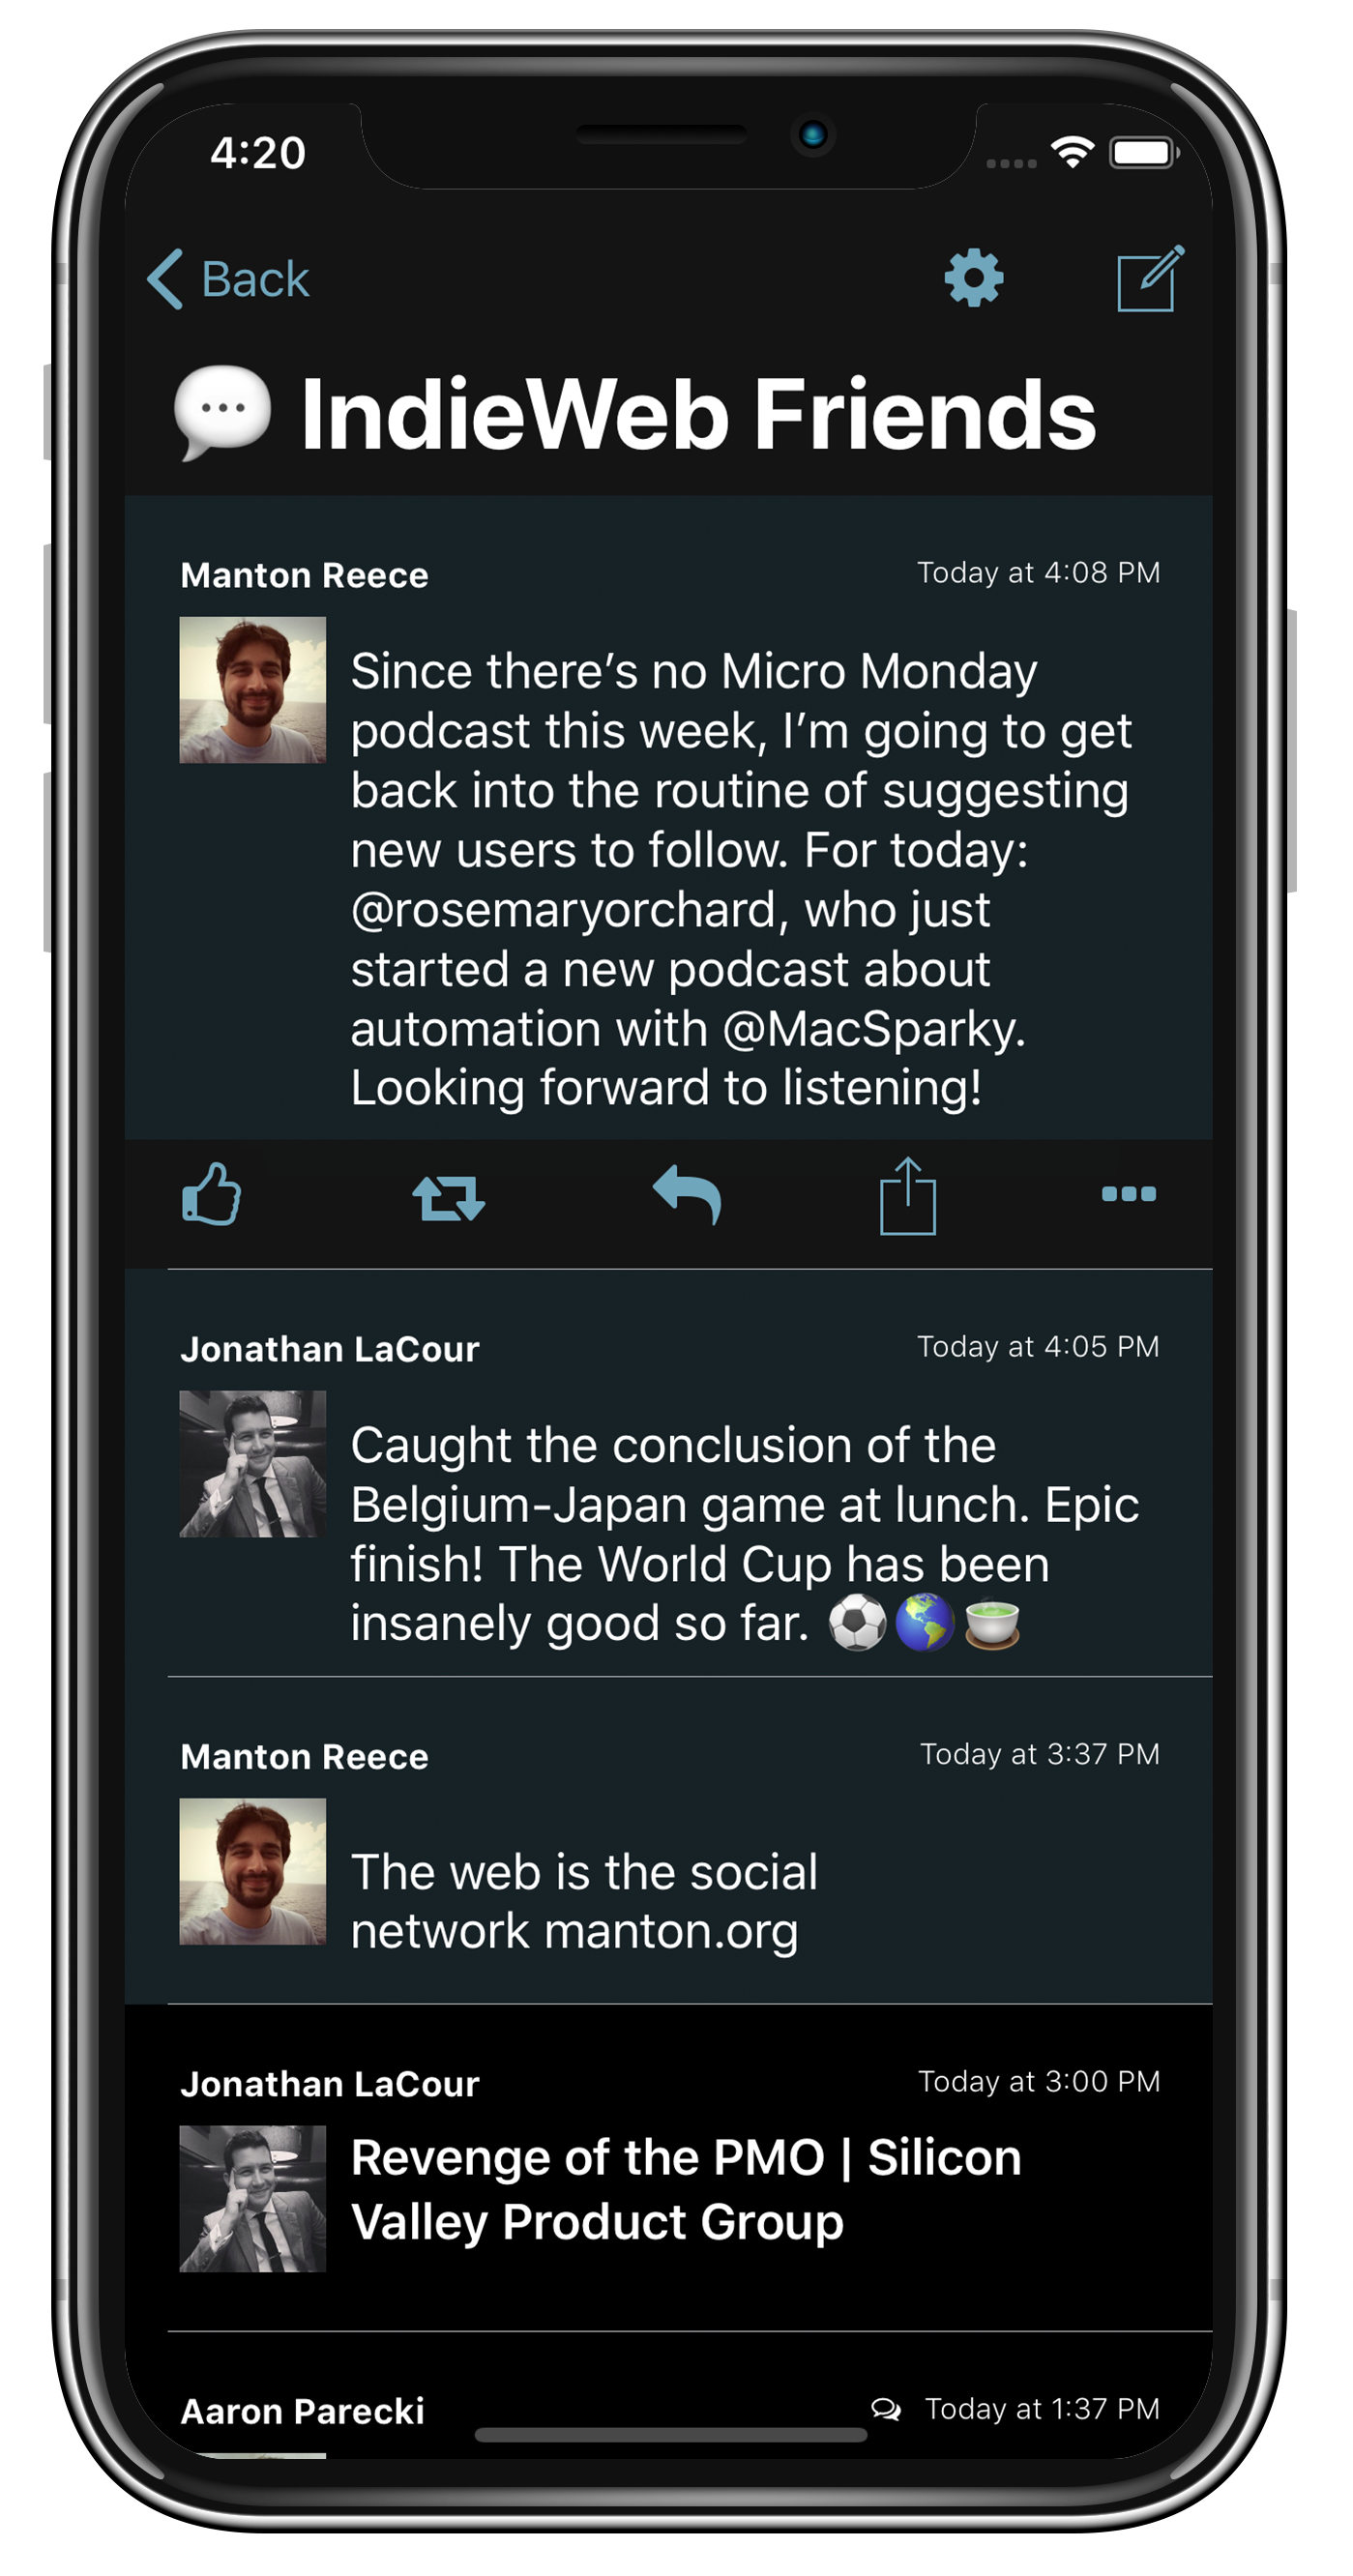 4:20
Back
💬 IndieWeb Friends
Manton Reece
Today at 4:08 PM
Since there’s no Micro Monday
podcast this week, I’m going to get
back into the routine of suggesting
new users to follow. For today:
@rosemaryorchard, who just
started a new podcast about
automation with @MacSparky.
Looking forward to listening!
Jonathan LaCour
Today at 4:05 PM
Caught the conclusion of the
Belgium-Japan game at lunch. Epic
finish! The World Cup has been
insanely good so far. ⚽🌎🍵
Manton Reece
Today at 3:37 PM
The web is the social
network manton.org
Jonathan LaCour
Today at 3:00 PM
Revenge of the PMO | Silicon
Valley Product Group
Aaron Parecki
Today at 1:37 PM